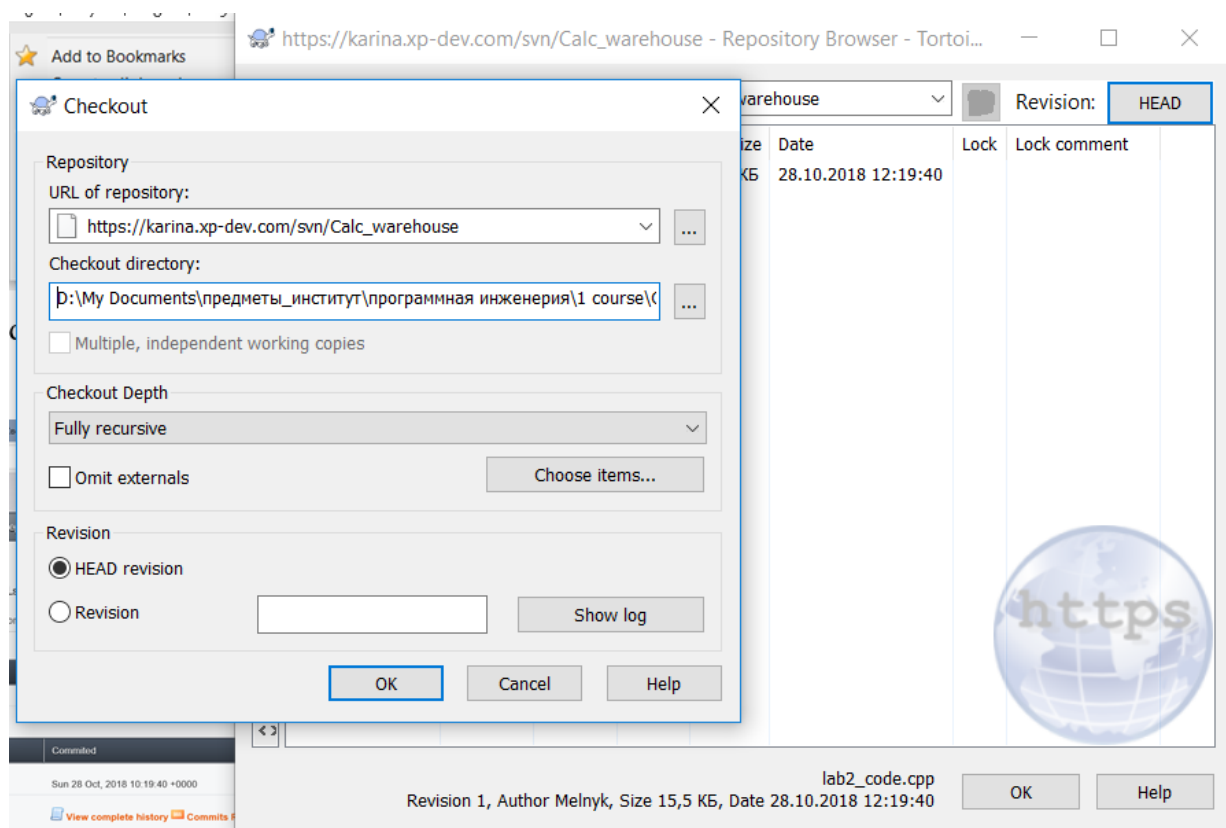 Add to Bookmarks
https://karina.xp-dev.com/svn/Calc_warehouse - Repository Browser - Tortoi...
Checkout
Repository
URL of repository:
https://karina.xp-dev.com/svn/Calc_warehouse
...
Checkout directory:
D:\My Documents\предметы_институт\программная инженерия\1 course\
...
Multiple, independent working copies
Checkout Depth
Fully recursive
Omit externals
Choose items...
Revision
HEAD revision
Revision
Show log
OK
Cancel
Help
warehouse
Revision:
HEAD
ize
Date
Lock
Lock comment
КБ
28.10.2018 12:19:40
https
Commited
Sun 28 Oct, 2018 10:19:40 +0000
View complete history
Commits
lab2_code.cpp
Revision 1, Author Melnyk, Size 15,5 КБ, Date 28.10.2018 12:19:40
OK
Help